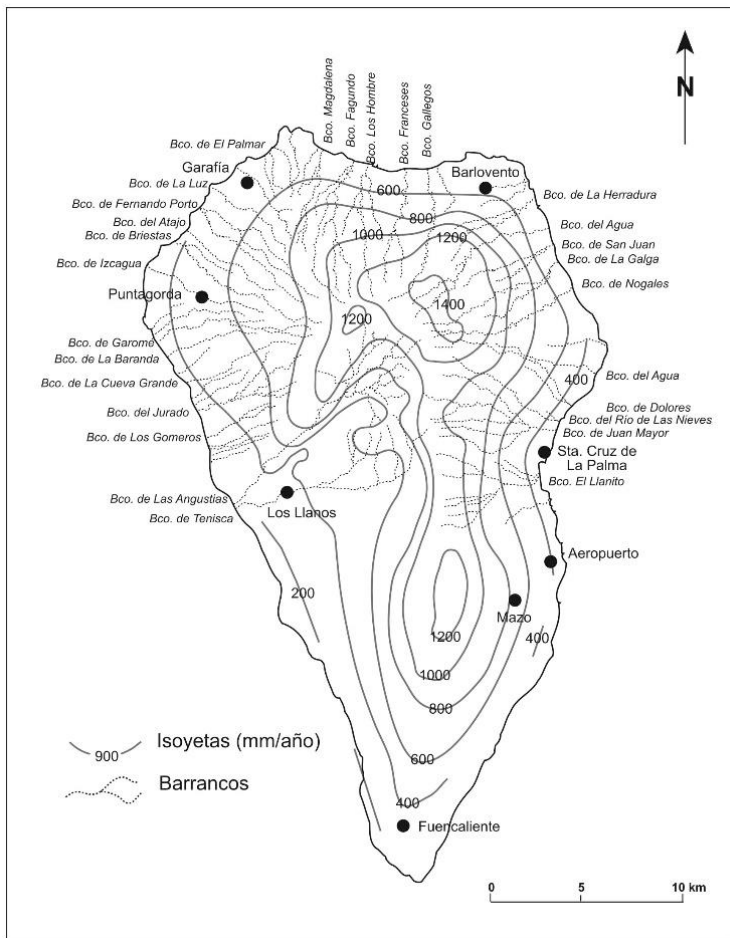 N
Bco. Magdalena
Bco. Fagundo
Bco. Los Hombre
Bco. Franceses
Bco. Gallegos
Bco. de El Palmar
Garafía
Bco. de La Luz
Bco. de Fernando Porto
Bco. del Atajo
Bco. de Briestas
Bco. de Izcagua
Puntagorda
Bco. de Garome
Bco. de La Baranda
Bco. de La Cueva Grande
Bco. del Jurado
Bco. de Los Gomeros
Bco. de Las Angustias
Bco. de Tenisca
Los Llanos
Barlovento
Bco. de La Herradura
Bco. del Agua
Bco. de San Juan
Bco. de La Galga
Bco. de Nogales
Bco. del Agua
Bco. de Dolores
Bco. del Río de Las Nieves
Bco. de Juan Mayor
Sta. Cruz de
La Palma
Bco. El Llanito
Aeropuerto
Mazo
Fuencaliente
600
800
1000
1200
1400
1200
400
200
400
1200
1000
800
600
400
900
Isoyetas (mm/año)
Barrancos
0
5
10 km